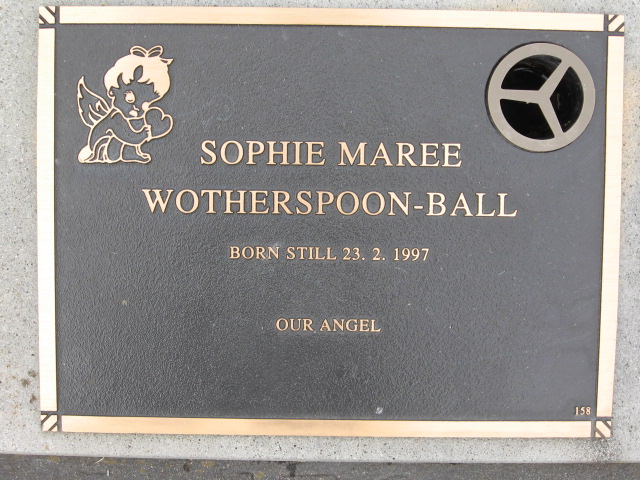 SOPHIE MAREE
WOTHERSPOON-BALL
BORN STILL 23. 2. 1997
OUR ANGEL
158